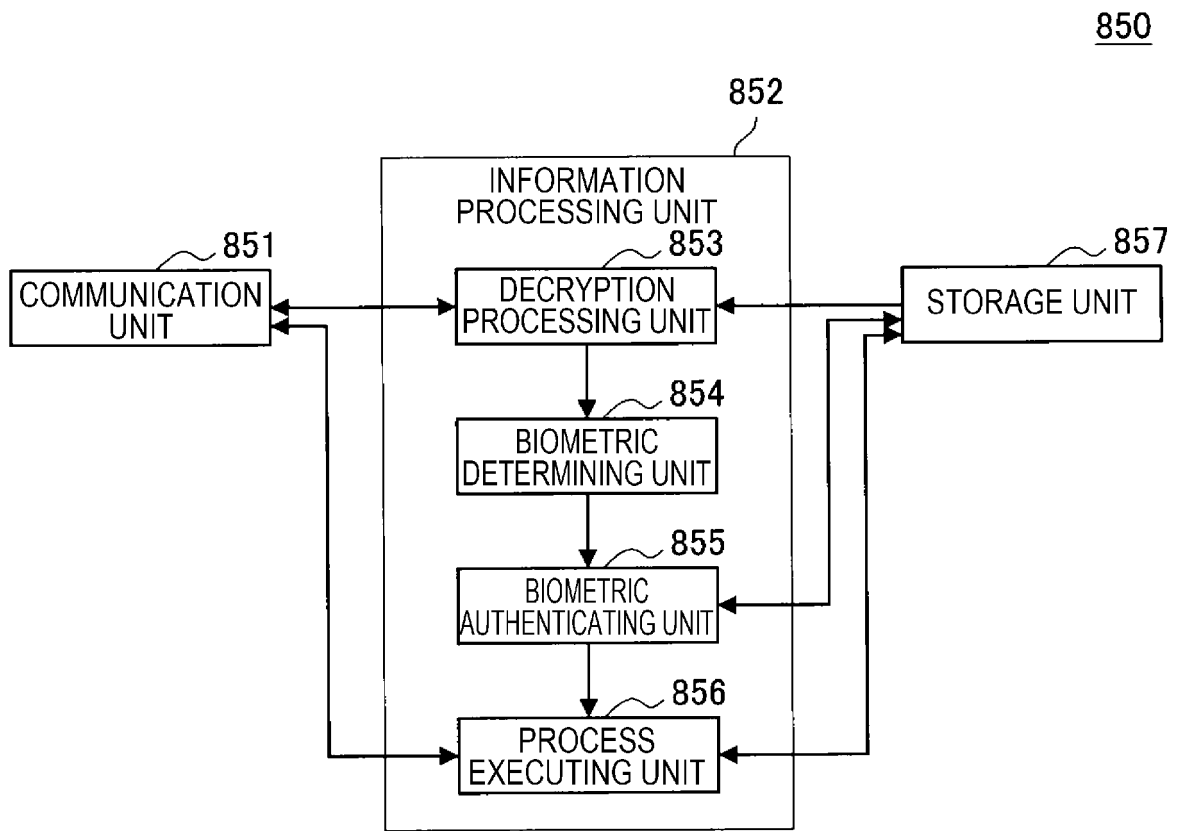 850
852
INFORMATION
PROCESSING UNIT
851
COMMUNICATION
UNIT
853
DECRYPTION
PROCESSING UNIT
857
STORAGE UNIT
854
BIOMETRIC
DETERMINING UNIT
855
BIOMETRIC
AUTHENTICATING UNIT
856
PROCESS
EXECUTING UNIT